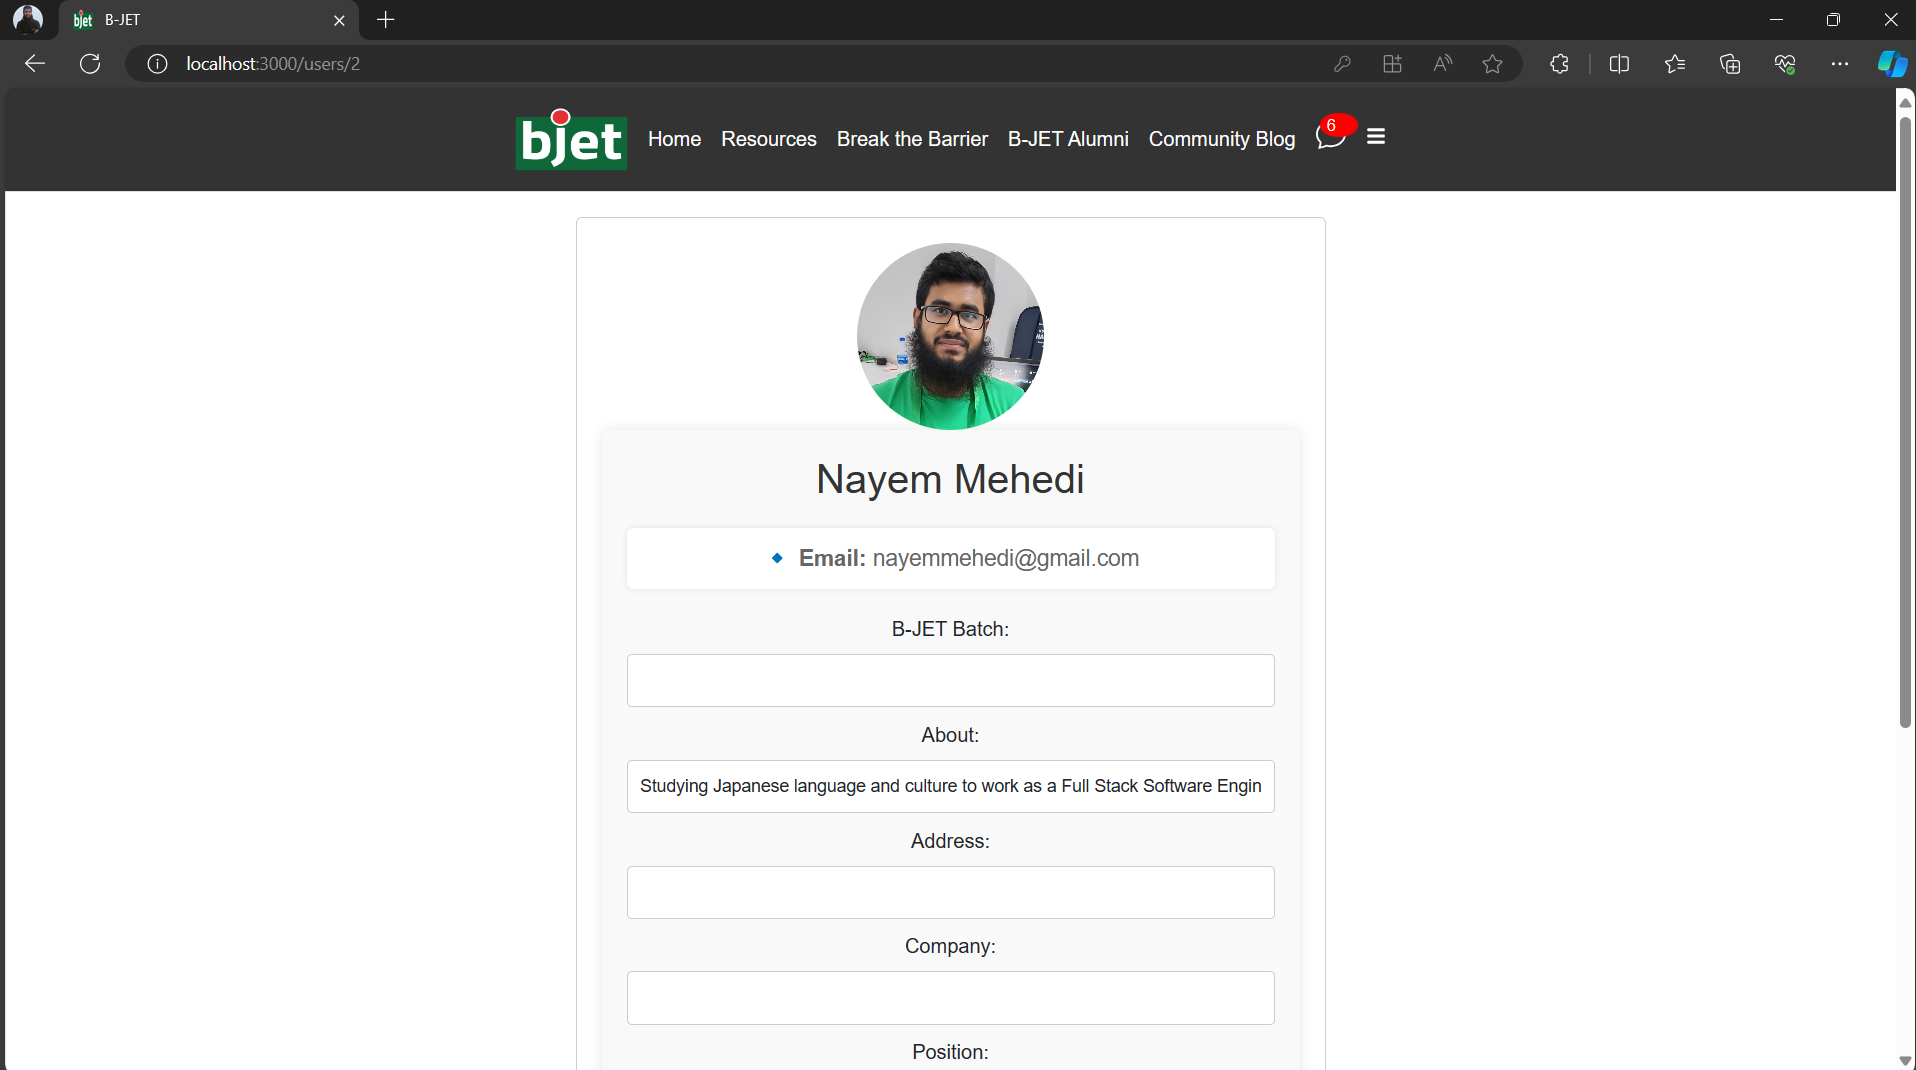 bjet B-JET
localhost:3000/users/2
bjet Home Resources Break the Barrier B-JET Alumni Community Blog 6
Nayem Mehedi
Email: nayemmehedi@gmail.com
B-JET Batch:
About:
Studying Japanese language and culture to work as a Full Stack Software Engin
Address:
Company:
Position: